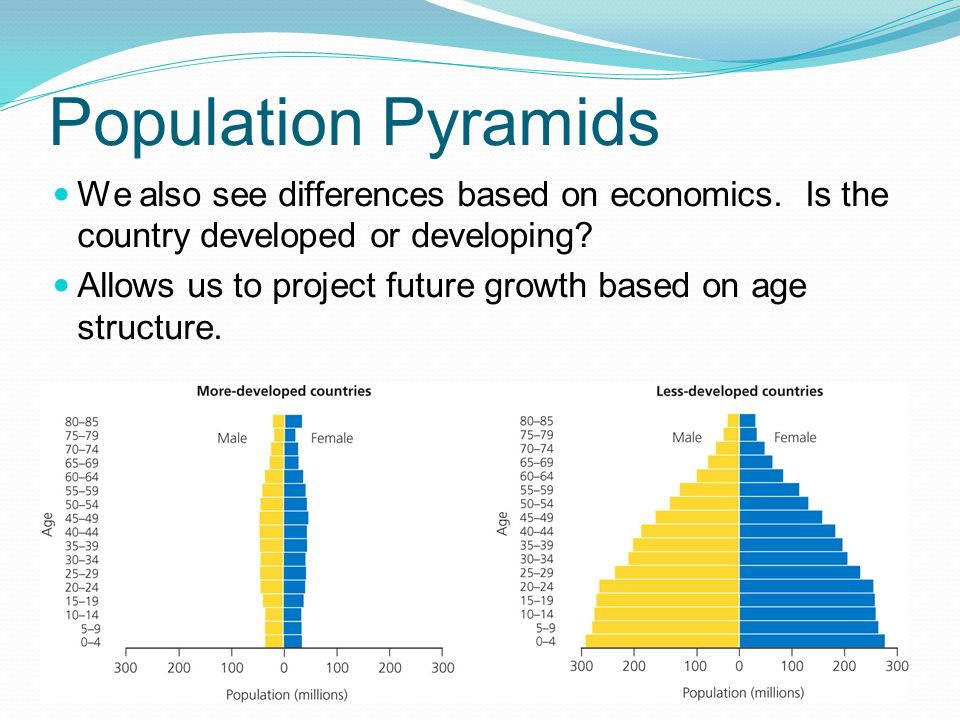 Population Pyramids
We also see differences based on economics.  Is the
country developed or developing?
Allows us to project future growth based on age
structure.
More-developed countries
Male
Female
Age
80–85
75–79
70–74
65–69
60–64
55–59
50–54
45–49
40–44
35–39
30–34
25–29
20–24
15–19
10–14
5–9
0–4
300 200 100 0 100 200 300
Population (millions)
Less-developed countries
Male
Female
Age
80–85
75–79
70–74
65–69
60–64
55–59
50–54
45–49
40–44
35–39
30–34
25–29
20–24
15–19
10–14
5–9
0–4
300 200 100 0 100 200 300
Population (millions)